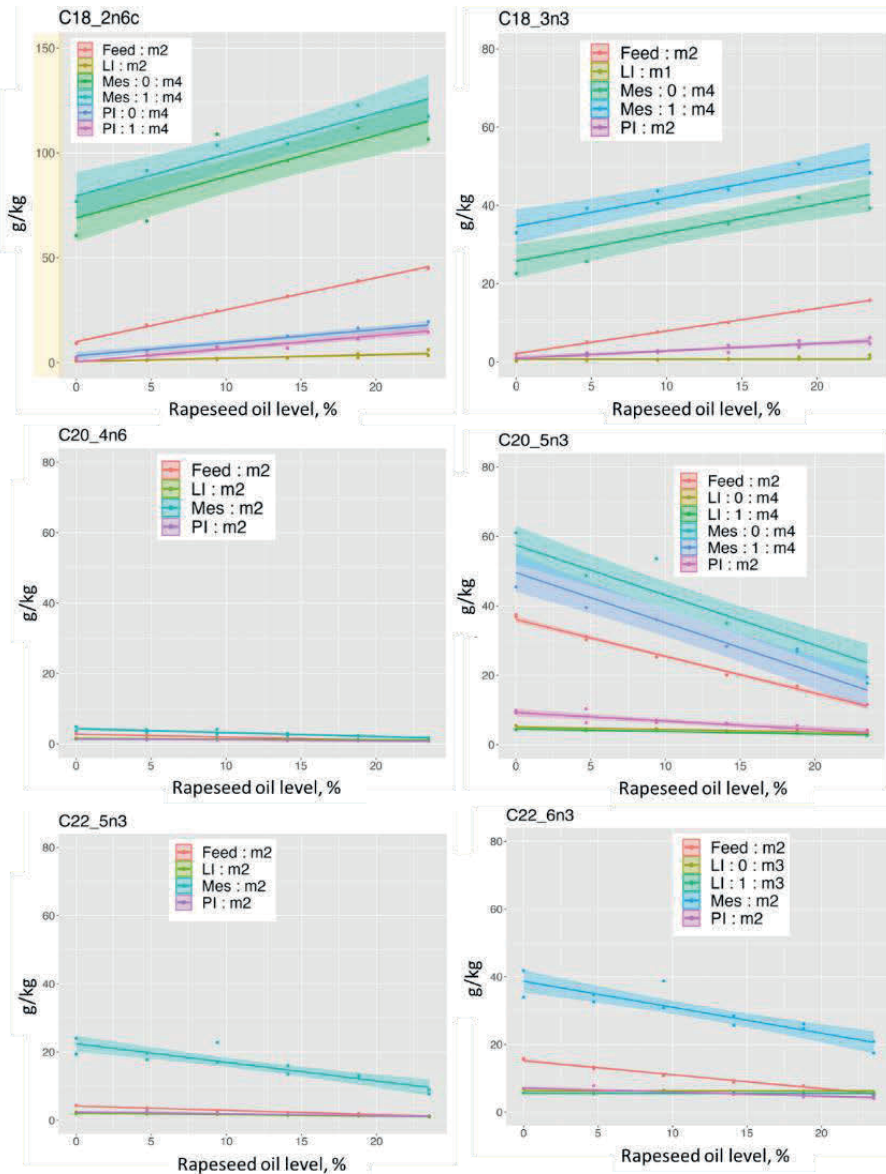 C18_2n6c
150
100
50
0
g/kg
Feed : m2
LI : m2
Mes : 0 : m4
Mes : 1 : m4
PI : 0 : m4
PI : 1 : m4
0 5 10 15 20
Rapeseed oil level, %
C18_3n3
80
60
40
20
0
g/kg
Feed : m2
LI : m1
Mes : 0 : m4
Mes : 1 : m4
PI : m2
0 5 10 15 20
Rapeseed oil level, %
C20_4n6
80
60
40
20
0
g/kg
Feed : m2
LI : m2
Mes : m2
PI : m2
0 5 10 15 20
Rapeseed oil level, %
C20_5n3
80
60
40
20
0
g/kg
Feed : m2
LI : 0 : m4
LI : 1 : m4
Mes : 0 : m4
Mes : 1 : m4
PI : m2
0 5 10 15 20
Rapeseed oil level, %
C22_5n3
80
60
40
20
0
g/kg
Feed : m2
LI : m2
Mes : m2
PI : m2
0 5 10 15 20
Rapeseed oil level, %
C22_6n3
80
60
40
20
0
g/kg
Feed : m2
LI : 0 : m3
LI : 1 : m3
Mes : m2
PI : m2
0 5 10 15 20
Rapeseed oil level, %